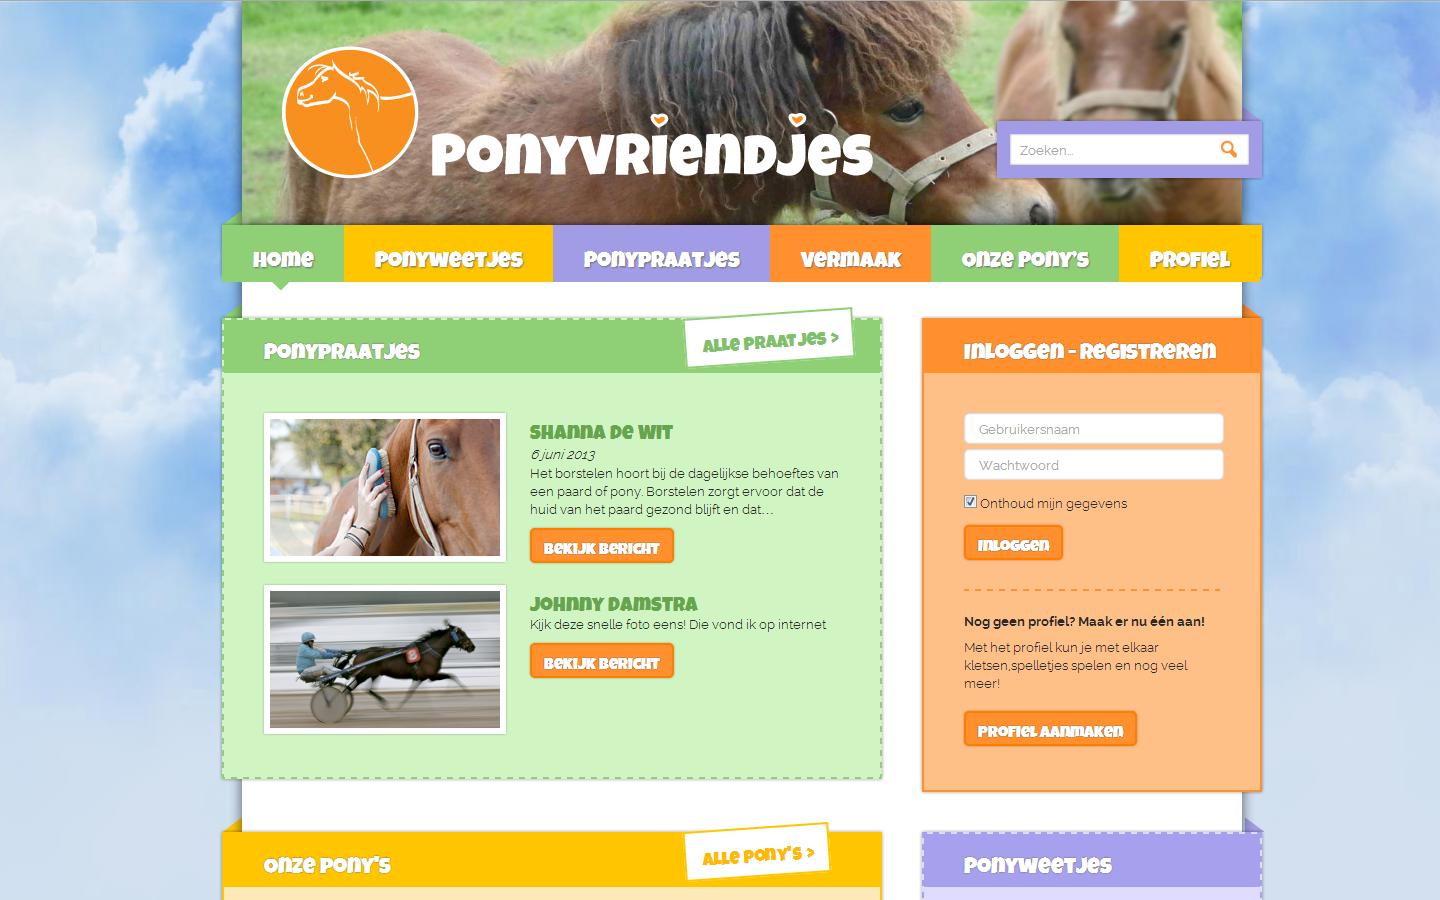 Ponyvriendjes
Zoeken...
Home
Ponyweetjes
Ponypraatjes
Vermaak
Onze pony's
Profiel
Ponypraatjes
Alle praatjes >
Shanna de Wit
6 juni 2013
Het borstelen hoort bij de dagelijkse behoeftes van
een paard of pony. Borstelen zorgt ervoor dat de
huid van het paard gezond blijft en dat...
Bekijk bericht
Johnny Damstra
Kijk deze snelle foto eens! Die vond ik op internet
Bekijk bericht
8
Inloggen - Registreren
Gebruikersnaam
Wachtwoord
Onthoud mijn gegevens
Inloggen
Nog geen profiel? Maak er nu één aan!
Met het profiel kun je met elkaar
kletsen,spelletjes spelen en nog veel
meer!
Profiel aanmaken
Onze pony's
Alle pony's >
Ponyweetjes